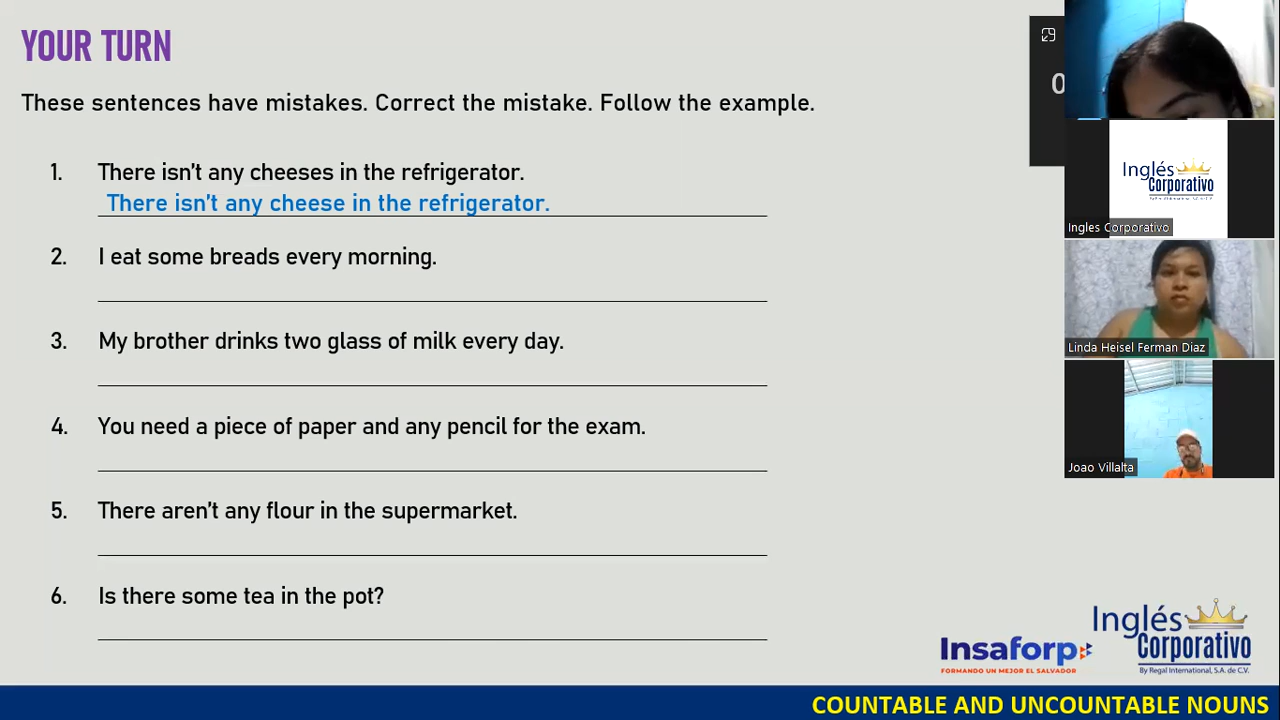 YOUR TURN
These sentences have mistakes. Correct the mistake. Follow the example.
1. There isn't any cheeses in the refrigerator.
There isn't any cheese in the refrigerator.
2. I eat some breads every morning.
3. My brother drinks two glass of milk every day.
4. You need a piece of paper and any pencil for the exam.
5. There aren't any flour in the supermarket.
6. Is there some tea in the pot?
0
Inglés
Corporativo
Ingles Corporativo
Linda Heisel Ferman Diaz
Joao Villalta
Insaforp
FORMANDO UN MEJOR EL SALVADOR
Inglés
Corporativo
By Regal International, S.A. de C.V.
COUNTABLE AND UNCOUNTABLE NOUNS